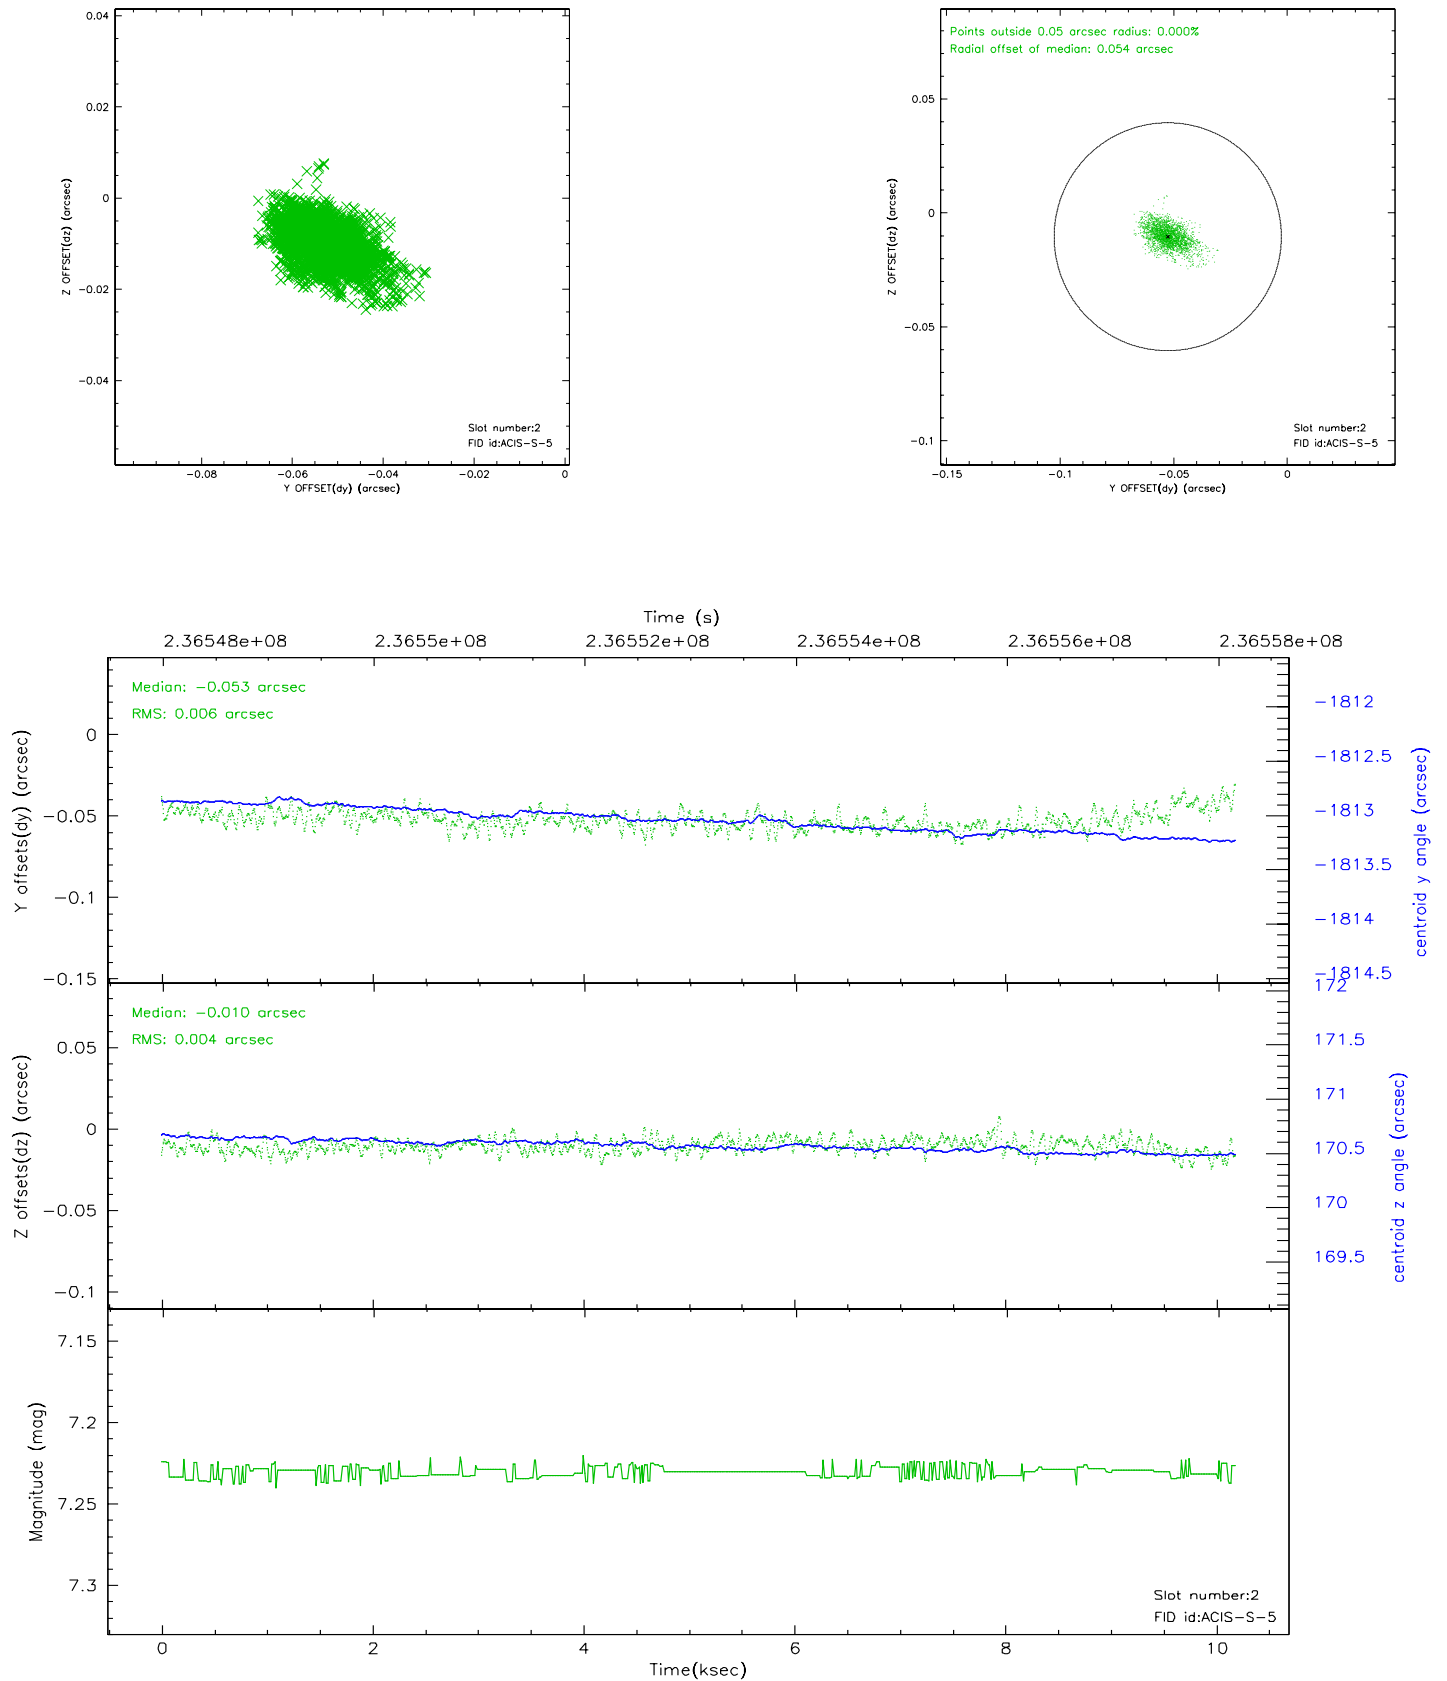 0.04
0.02
0
−0.02
−0.04
Z OFFSET(dz) (arcsec)
Slot number:2
FID id:ACIS−S−5
−0.08
−0.06
−0.04
−0.02
0
Y OFFSET(dy) (arcsec)
Points outside 0.05 arcsec radius: 0.000%
Radial offset of median: 0.054 arcsec
0.05
0
−0.05
−0.1
Z OFFSET(dz) (arcsec)
Slot number:2
FID id:ACIS−S−5
−0.15
−0.1
−0.05
0
Y OFFSET(dy) (arcsec)
Time (s)
2.36548e+08
2.3655e+08
2.36552e+08
2.36554e+08
2.36556e+08
2.36558e+08
Median: −0.053 arcsec
RMS: 0.006 arcsec
0
−0.05
−0.1
−0.15
Y offsets(dy) (arcsec)
−1812
−1812.5
−1813
−1813.5
−1814
−1814.5
centroid y angle (arcsec)
Median: −0.010 arcsec
RMS: 0.004 arcsec
0.05
0
−0.05
−0.1
Z offsets(dz) (arcsec)
172
171.5
171
170.5
170
169.5
centroid z angle (arcsec)
7.15
7.2
7.25
7.3
Magnitude (mag)
Slot number:2
FID id:ACIS−S−5
0
2
4
6
8
10
Time(ksec)